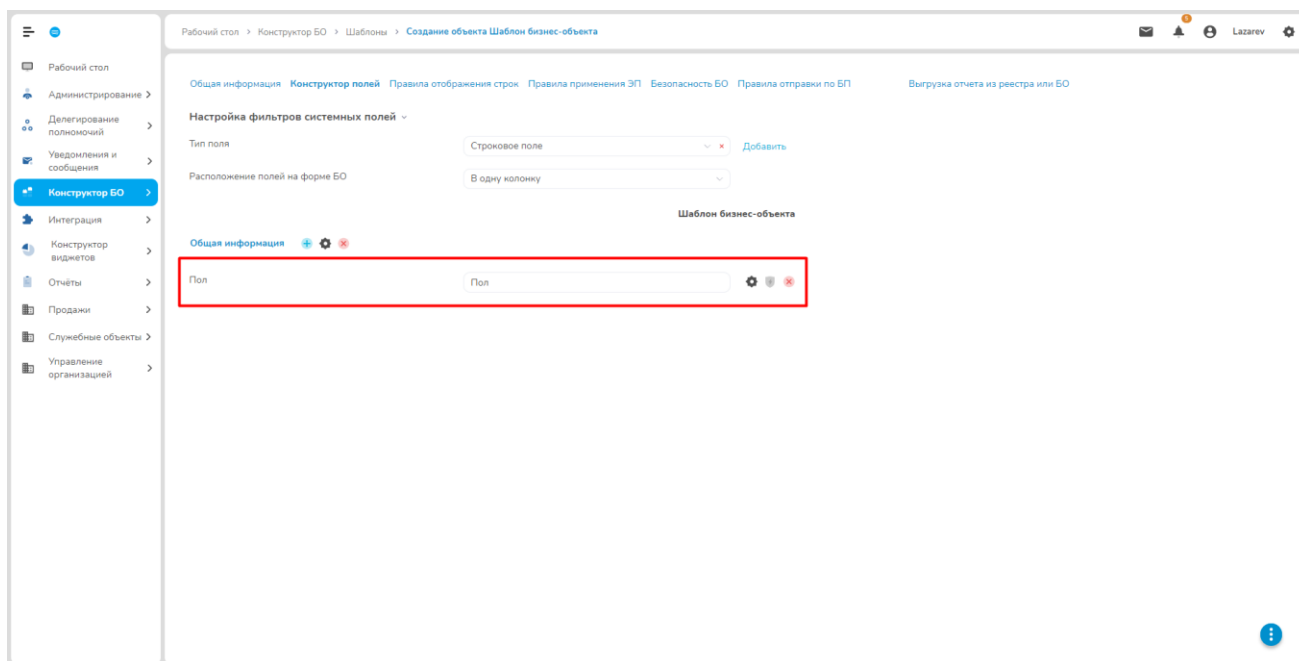 Рабочий стол > Конструктор БО > Шаблоны > Создание объекта Шаблон бизнес-объекта
Lazarev
Рабочий стол
Администрирование
Делегирование
полномочий
Уведомления и
сообщения
Конструктор БО
Интеграция
Конструктор
виджетов
Отчёты
Продажи
Служебные объекты
Управление
организацией
Общая информация Конструктор полей Правила отображения строк Правила применения ЭП Безопасность БО Правила отправки по БП Выгрузка отчета из реестра или БО
Настройка фильтров системных полей
Тип поля Строковое поле Добавить
Расположение полей на форме БО В одну колонку
Шаблон бизнес-объекта
Общая информация
Пол Пол